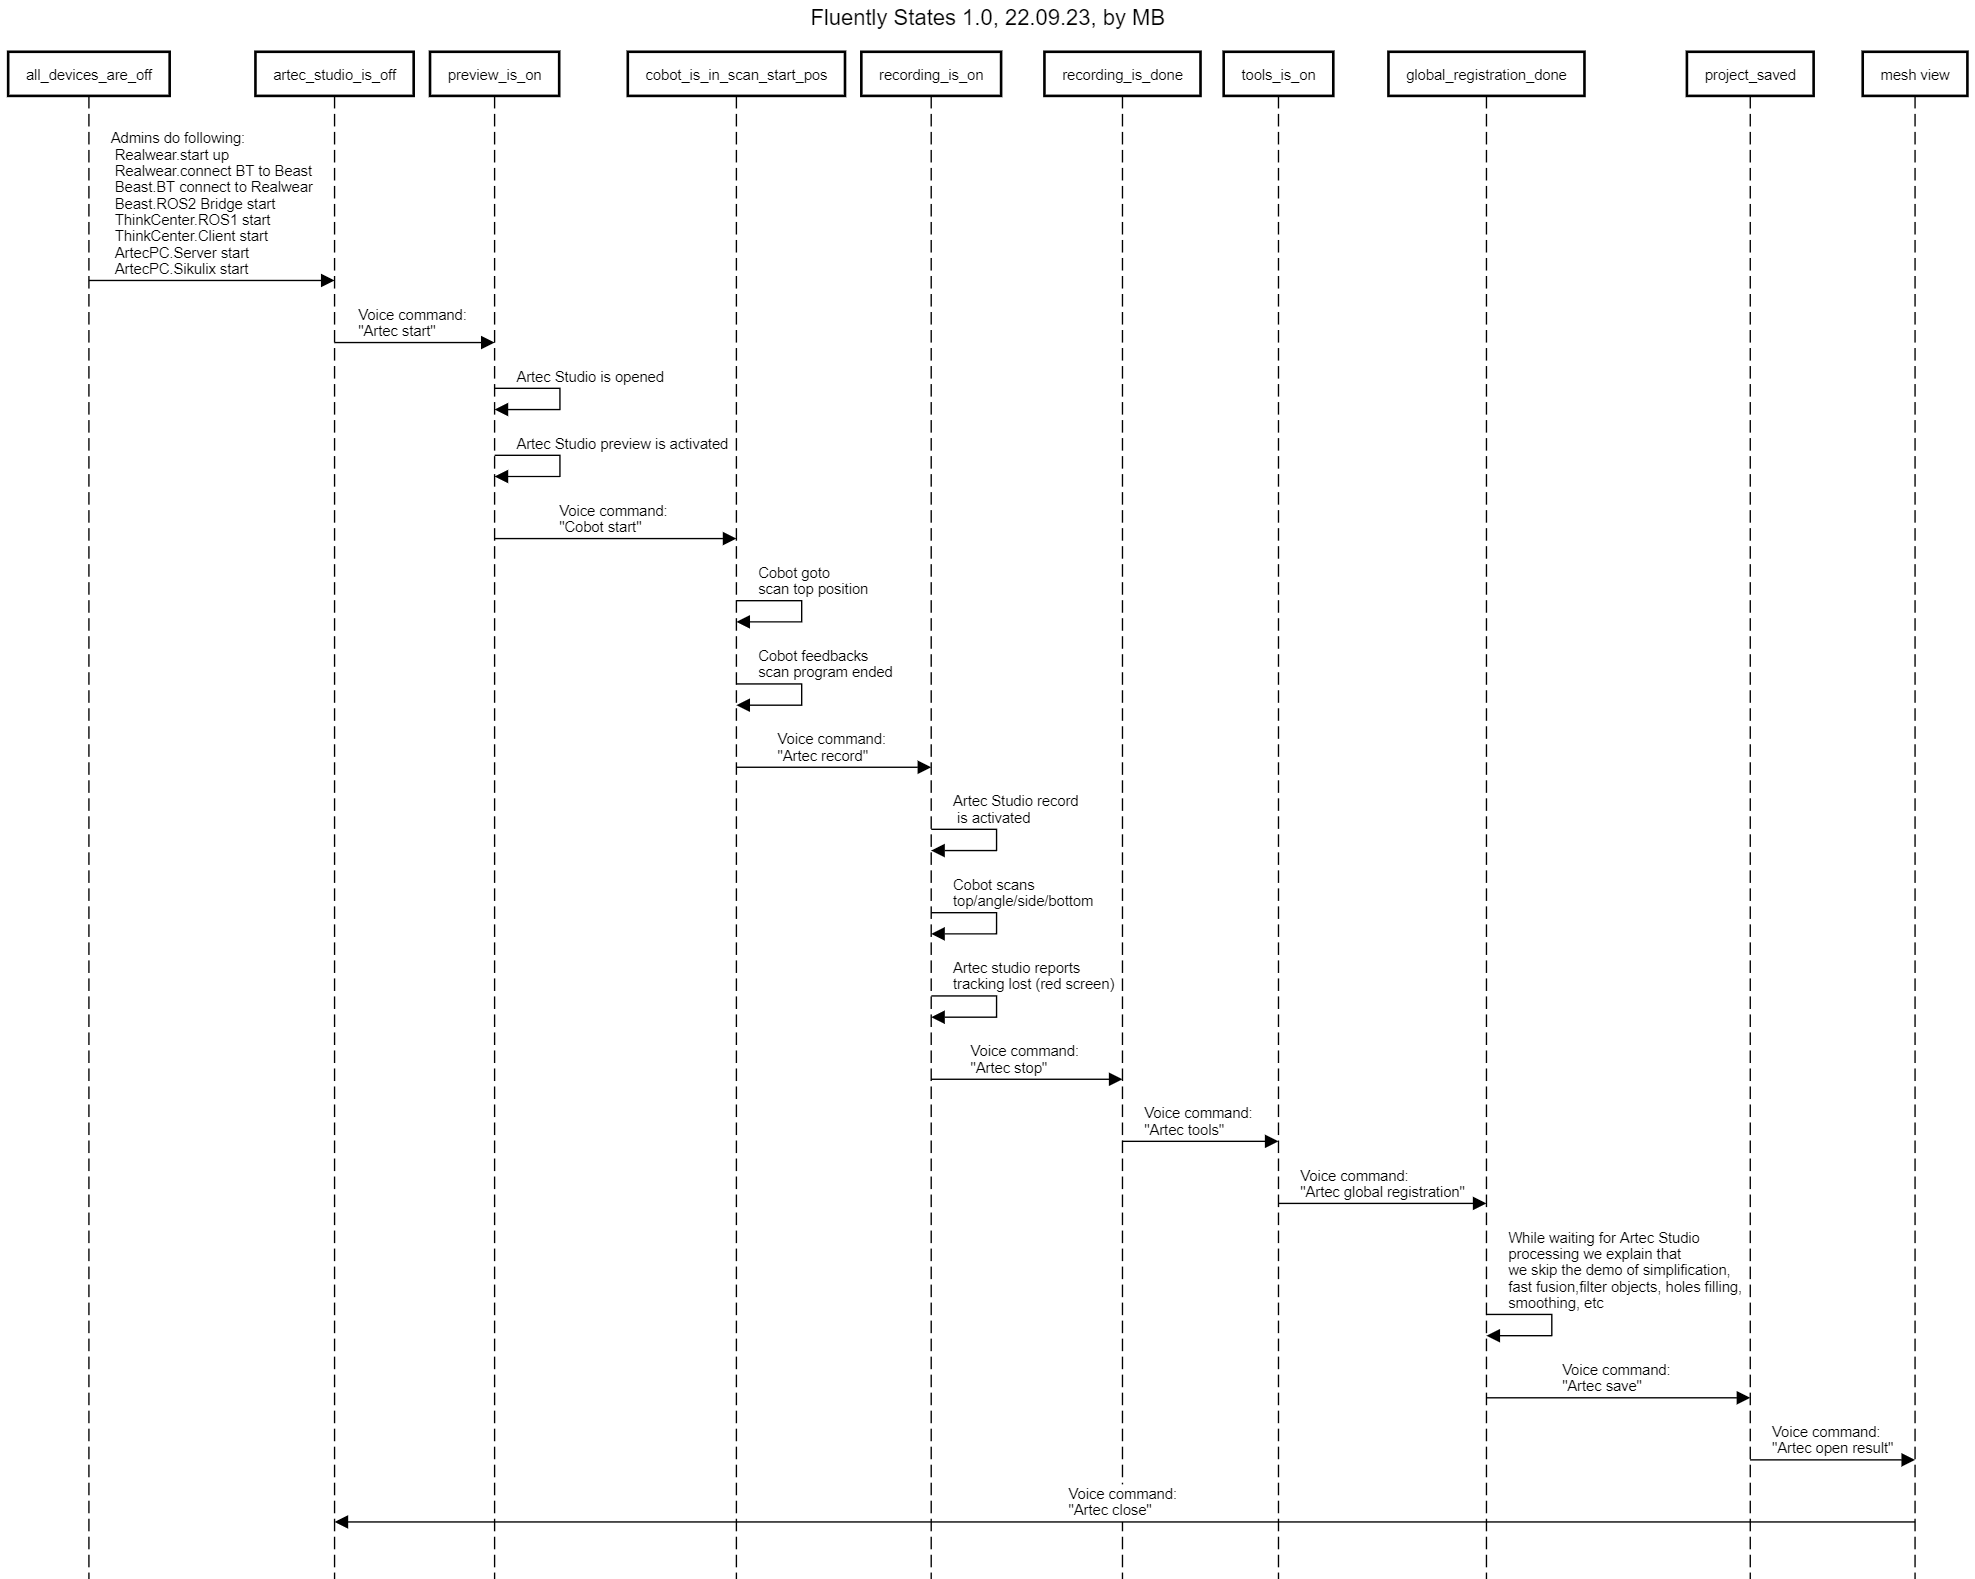 Fluently States 1.0, 22.09.23, by MB
all_devices_are_off
artec_studio_is_off
preview_is_on
cobot_is_in_scan_start_pos
recording_is_on
recording_is_done
tools_is_on
global_registration_done
project_saved
mesh view
Admins do following:
Realwear.start up
Realwear.connect BT to Beast
Beast.BT connect to Realwear
Beast.ROS2 Bridge start
ThinkCenter.ROS1 start
ThinkCenter.Client start
ArtecPC.Server start
ArtecPC.Sikulix start
Voice command:
"Artec start"
Artec Studio is opened
Artec Studio preview is activated
Voice command:
"Cobot start"
Cobot goto
scan top position
Cobot feedbacks
scan program ended
Voice command:
"Artec record"
Artec Studio record
is activated
Cobot scans
top/angle/side/bottom
Artec studio reports
tracking lost (red screen)
Voice command:
"Artec stop"
Voice command:
"Artec tools"
Voice command:
"Artec global registration"
While waiting for Artec Studio
processing we explain that
we skip the demo of simplification,
fast fusion,filter objects, holes filling,
smoothing, etc
Voice command:
"Artec save"
Voice command:
"Artec open result"
Voice command:
"Artec close"